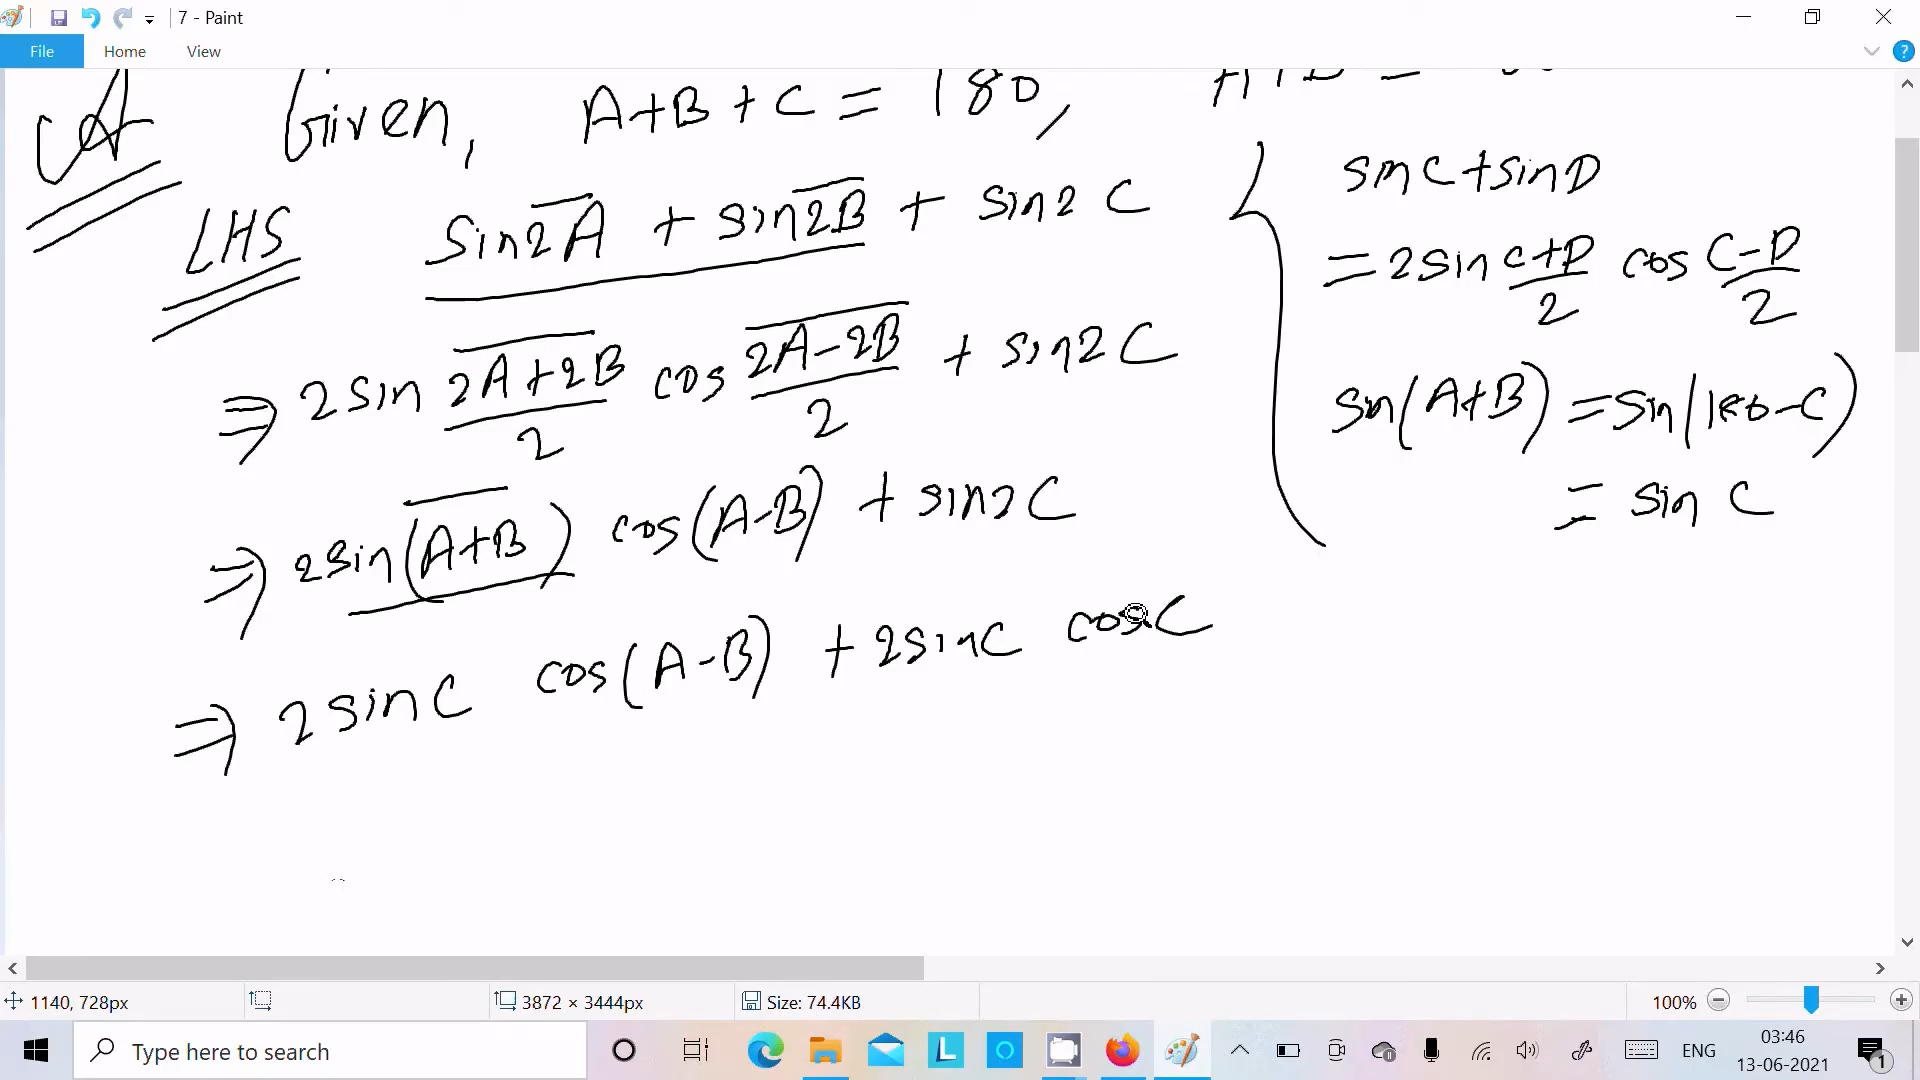 7 - Paint
File Home View
A Given, A+B+C = 180,
LHS sin2A + sin2B + sin2C
⇒ 2sin (2A+2B)/2 cos (2A-2B)/2 + sin2C
⇒ 2sin(A+B) cos(A-B) + sin2C
⇒ 2sinC cos(A-B) + 2sinC cosC
sinC+sinD
=2sin (C+D)/2 cos (C-D)/2
sin(A+B) =sin(180-C)
= sin C
1140, 728px 3872 × 3444px Size: 74.4KB 100%
Type here to search ENG 03:46
13-06-2021 1